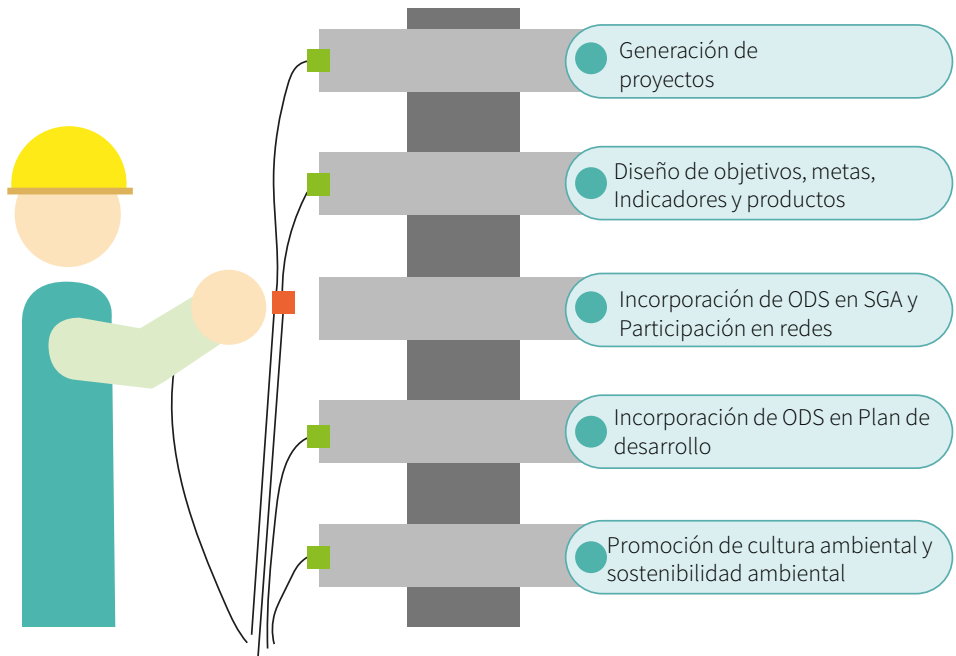 Generación de
proyectos
Diseño de objetivos, metas,
Indicadores y productos
Incorporación de ODS en SGA y
Participación en redes
Incorporación de ODS en Plan de
desarrollo
Promoción de cultura ambiental y
sostenibilidad ambiental